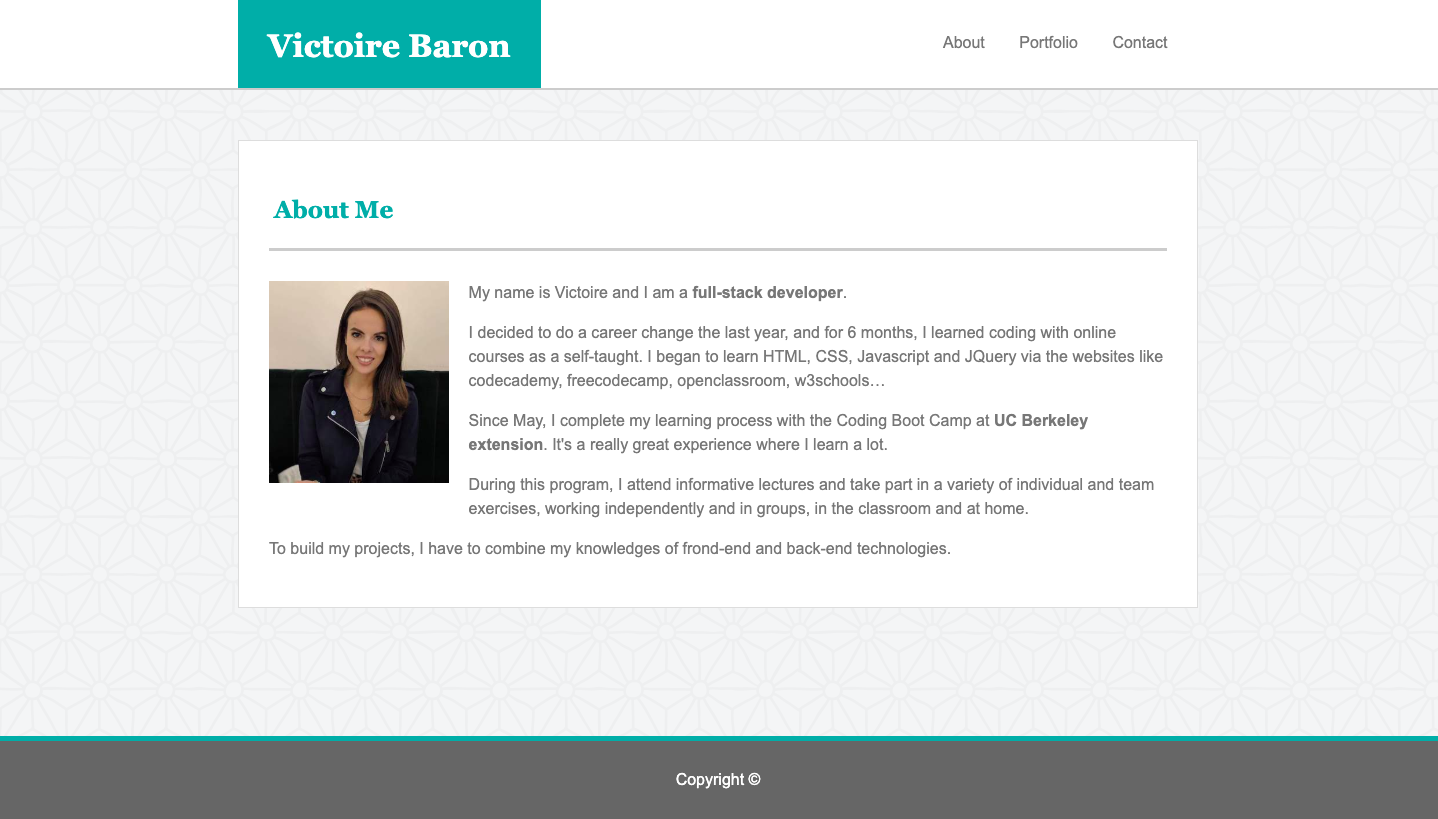 Victoire Baron
About
Portfolio
Contact
About Me
My name is Victoire and I am a full-stack developer.
I decided to do a career change the last year, and for 6 months, I learned coding with online
courses as a self-taught. I began to learn HTML, CSS, Javascript and JQuery via the websites like
codecademy, freecodecamp, openclassroom, w3schools…
Since May, I complete my learning process with the Coding Boot Camp at UC Berkeley
extension. It's a really great experience where I learn a lot.
During this program, I attend informative lectures and take part in a variety of individual and team
exercises, working independently and in groups, in the classroom and at home.
To build my projects, I have to combine my knowledges of frond-end and back-end technologies.
Copyright ©